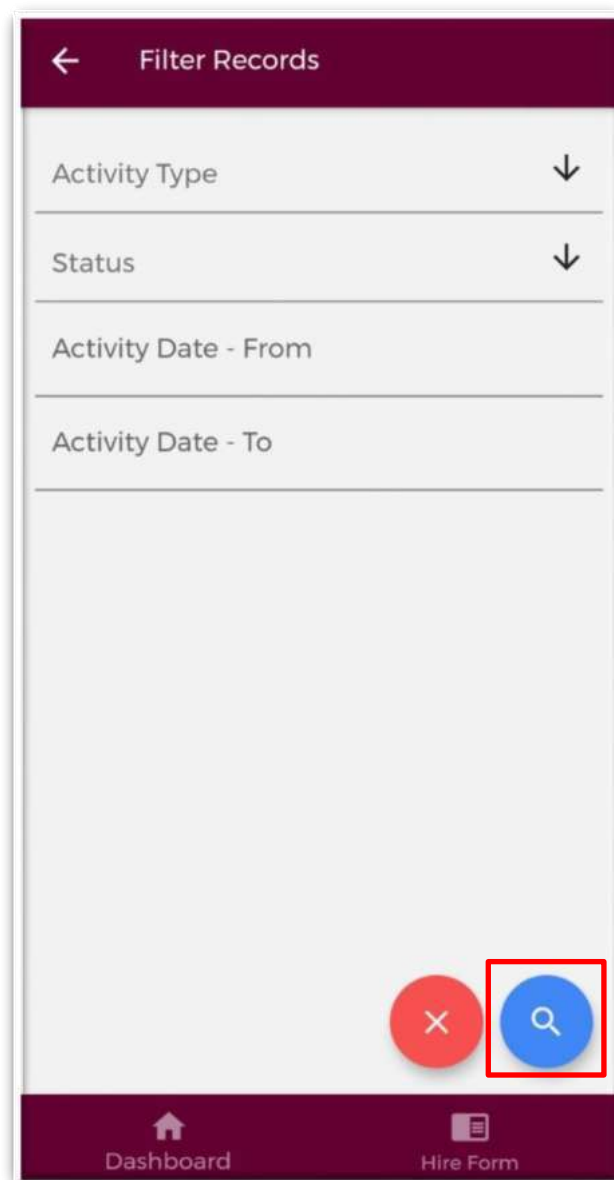 Filter Records
Activity Type
Status
Activity Date - From
Activity Date - To
Dashboard
Hire Form